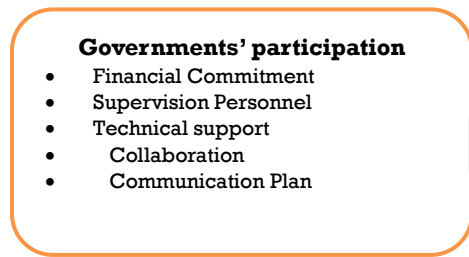 Governments’ participation
• Financial Commitment
• Supervision Personnel
• Technical support
• Collaboration
• Communication Plan